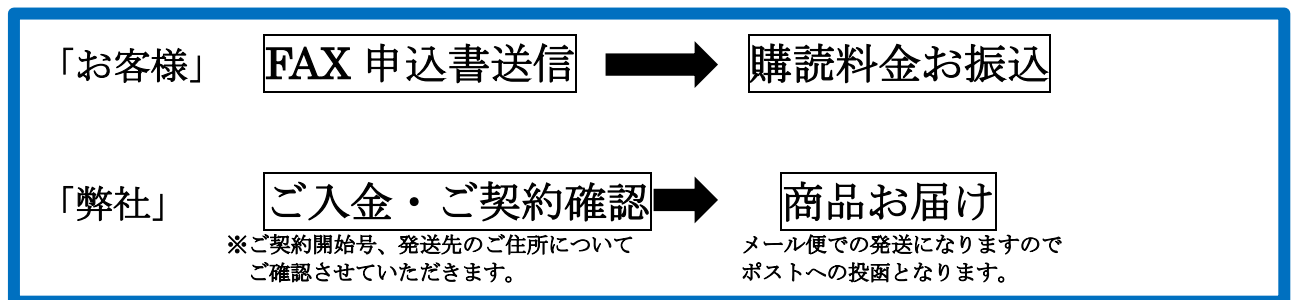 「お客様」 FAX 申込書送信 購読料金お振込
「弊社」 ご入金・ご契約確認 商品お届け
※ご契約開始号、発送先のご住所について
ご確認させていただきます。
メール便での発送になりますので
ポストへの投函となります。